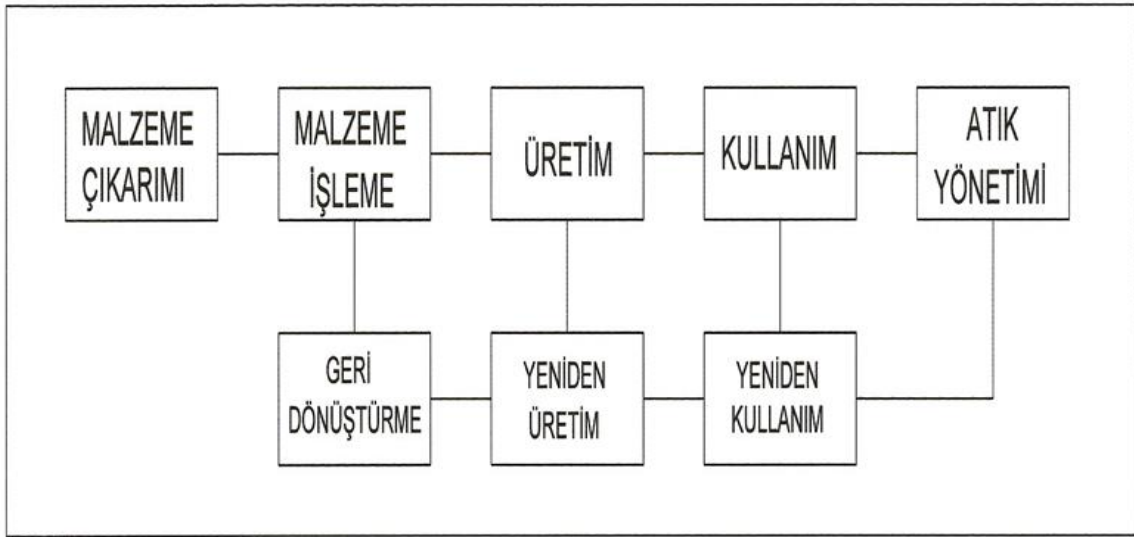 MALZEME
ÇIKARIMI
MALZEME
İŞLEME
ÜRETİM
KULLANIM
ATIK
YÖNETİMİ
GERİ
DÖNÜŞTÜRME
YENİDEN
ÜRETİM
YENİDEN
KULLANIM